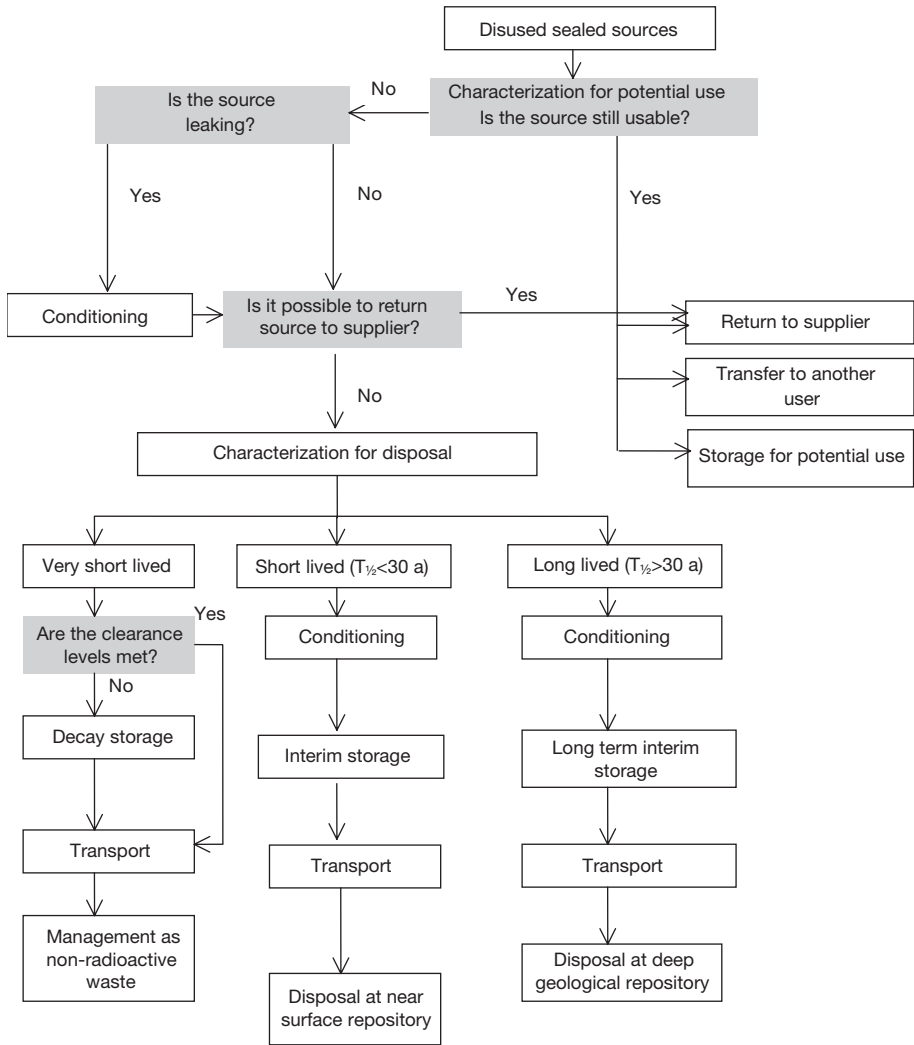 Disused sealed sources
Characterization for potential use
Is the source still usable?
No
Is the source
leaking?
Yes
No
Yes
Conditioning
Is it possible to return
source to supplier?
Yes
Return to supplier
Transfer to another
user
Storage for potential use
No
Characterization for disposal
Very short lived
Short lived (T½<30 a)
Long lived (T½>30 a)
Yes
Are the clearance
levels met?
Conditioning
Conditioning
No
Decay storage
Interim storage
Long term interim
storage
Transport
Transport
Transport
Management as
non-radioactive
waste
Disposal at near
surface repository
Disposal at deep
geological repository